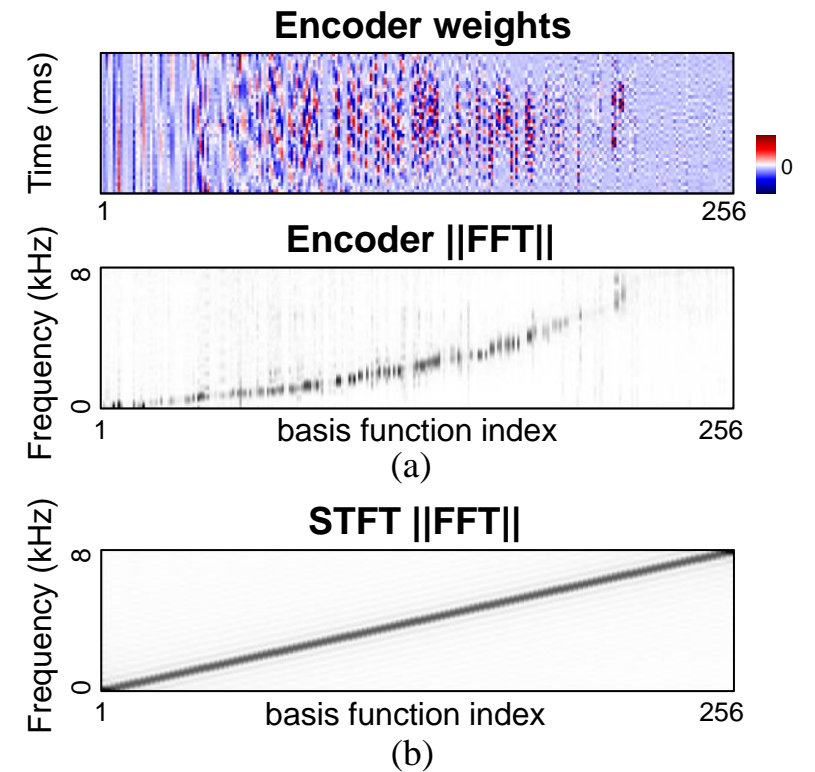 Encoder weights
Time (ms)
0
1 256
Encoder ||FFT||
Frequency (kHz)
8
0
1 basis function index 256
(a)
STFT ||FFT||
Frequency (kHz)
8
0
1 basis function index 256
(b)